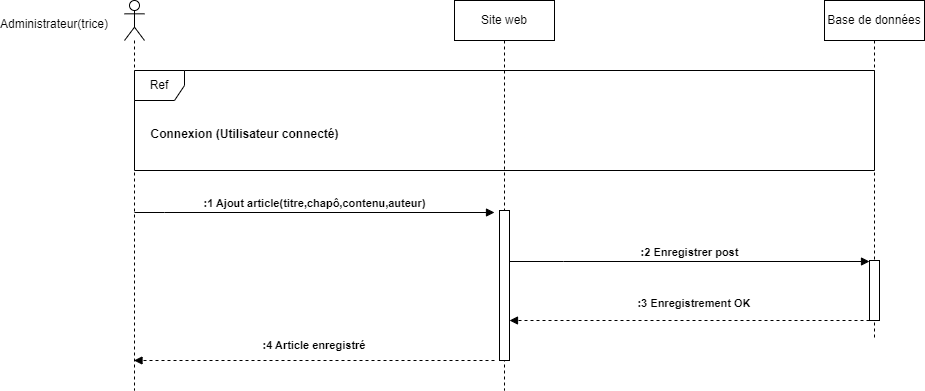 Administrateur(trice)
Site web
Base de données
Ref
Connexion (Utilisateur connecté)
:1 Ajout article(titre,chapô,contenu,auteur)
:2 Enregistrer post
:3 Enregistrement OK
:4 Article enregistré